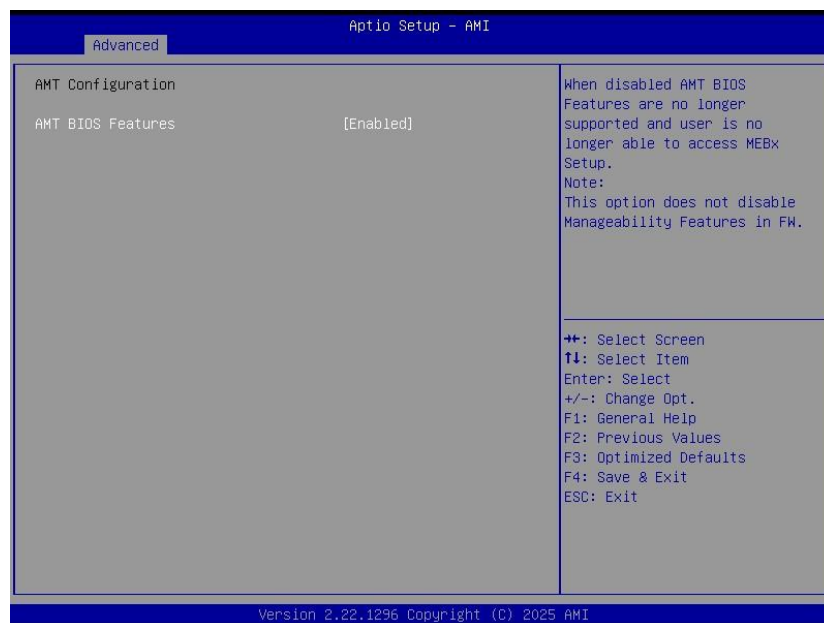 Aptio Setup – AMI
Advanced
AMT Configuration
AMT BIOS Features [Enabled]
When disabled AMT BIOS
Features are no longer
supported and user is no
longer able to access MEBx
Setup.
Note:
This option does not disable
Manageability Features in FW.
→←: Select Screen
↑↓: Select Item
Enter: Select
+/-: Change Opt.
F1: General Help
F2: Previous Values
F3: Optimized Defaults
F4: Save & Exit
ESC: Exit
Version 2.22.1296 Copyright (C) 2025 AMI